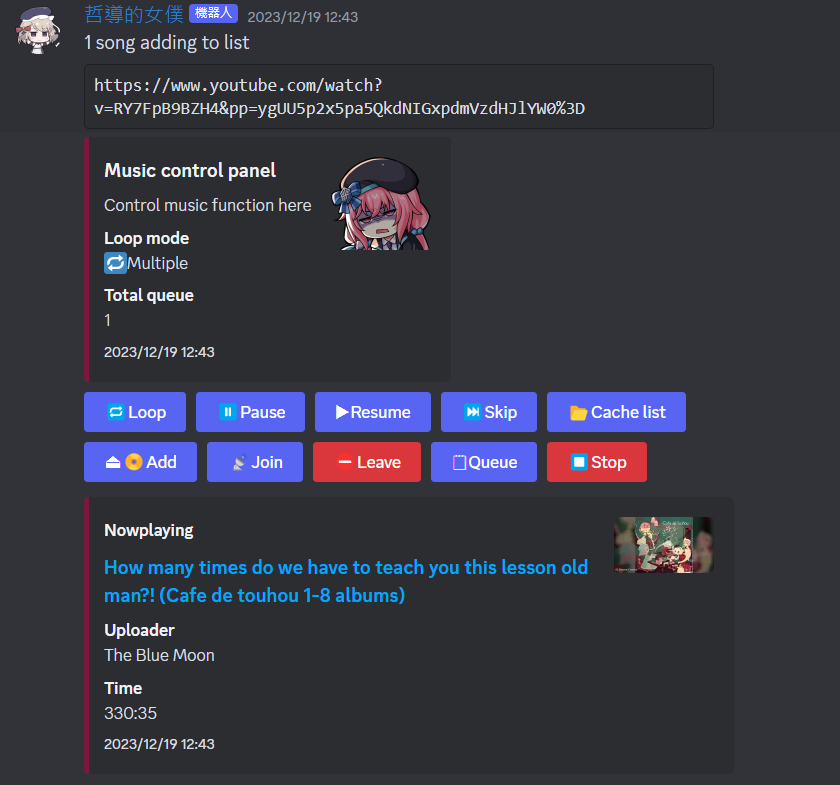 哲導的女僕 機器人 2023/12/19 12:43
1 song adding to list
https://www.youtube.com/watch?
v=RY7FpB9BZH4&pp=ygUU5p2x5pa5QkdNIGxpdmVzdHJlYW0%3D
Music control panel
Control music function here
Loop mode
Multiple
Total queue
1
2023/12/19 12:43
Loop Pause Resume Skip Cache list
Add Join Leave Queue Stop
Nowplaying
How many times do we have to teach you this lesson old
man?! (Cafe de touhou 1-8 albums)
Uploader
The Blue Moon
Time
330:35
2023/12/19 12:43